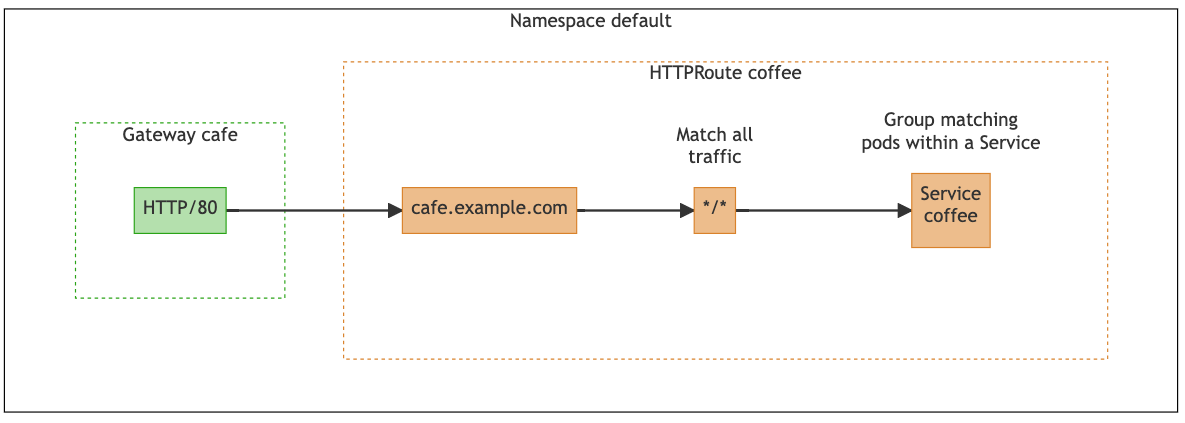 Namespace default
HTTPRoute coffee
Gateway cafe
HTTP/80
cafe.example.com
Match all
traffic
*/*
Group matching
pods within a Service
Service
coffee